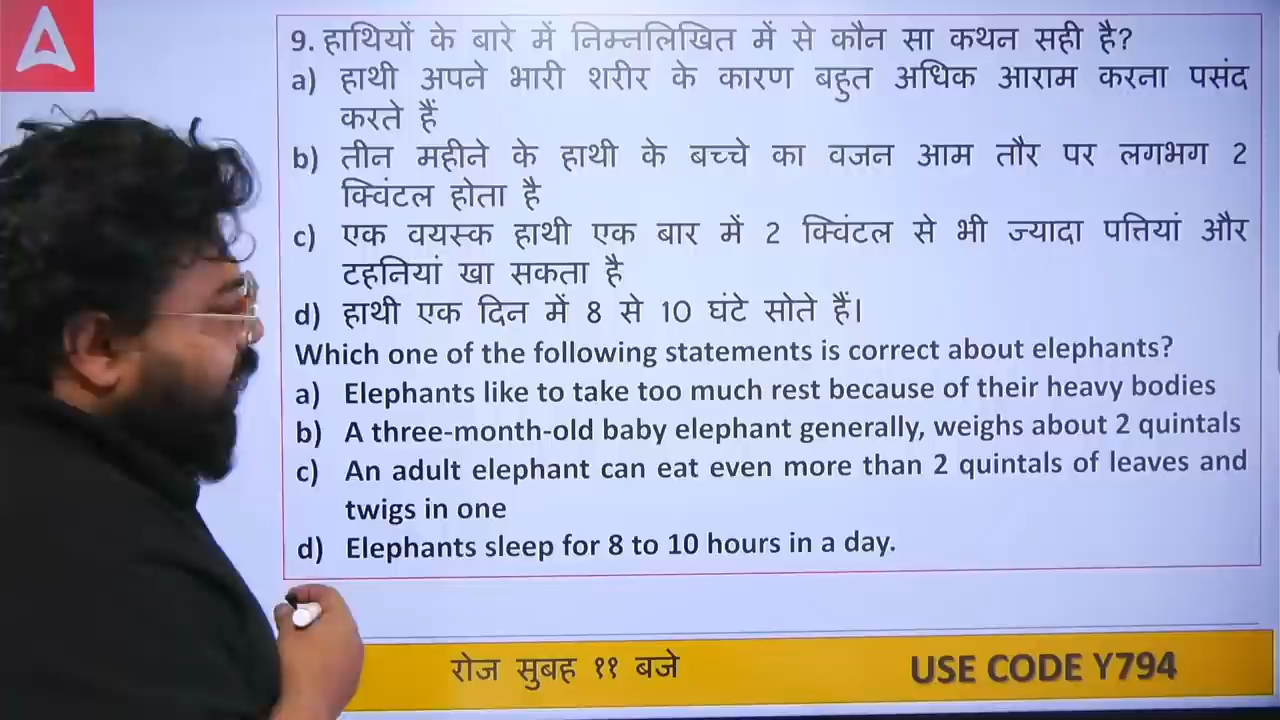 9. हाथियों के बारे में निम्नलिखित में से कौन सा कथन सही है?
a) हाथी अपने भारी शरीर के कारण बहुत अधिक आराम करना पसंद
करते हैं
b) तीन महीने के हाथी के बच्चे का वजन आम तौर पर लगभग 2
क्विंटल होता है
c) एक वयस्क हाथी एक बार में 2 क्विंटल से भी ज्यादा पत्तियां और
टहनियां खा सकता है
d) हाथी एक दिन में 8 से 10 घंटे सोते हैं।
Which one of the following statements is correct about elephants?
a) Elephants like to take too much rest because of their heavy bodies
b) A three-month-old baby elephant generally, weighs about 2 quintals
c) An adult elephant can eat even more than 2 quintals of leaves and
twigs in one
d) Elephants sleep for 8 to 10 hours in a day.
रोज सुबह ११ बजे USE CODE Y794